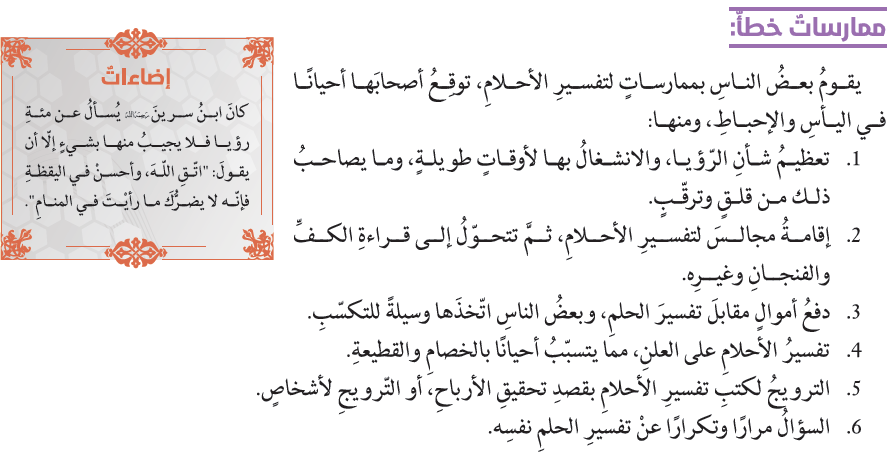 ممارساتٌ خطأٌ:
يقومُ بعضُ الناسِ بممارساتٍ لتفسيرِ الأحلامِ، توقِعُ أصحابَها أحيانًا
في اليأسِ والإحباطِ، ومنها:
1. تعظيمُ شأنِ الرّؤيا، والانشغالُ بها لأوقاتٍ طويلةٍ، وما يصاحبُ
ذلك من قلقٍ وترقّبٍ.
2. إقامةُ مجالسَ لتفسيرِ الأحلامِ، ثمَّ تتحوّلُ إلى قراءةِ الكفِّ
والفنجانِ وغيرِه.
3. دفعُ أموالٍ مقابلَ تفسيرَ الحلمِ، وبعضُ الناسِ اتّخذَها وسيلةً للتكسّبِ.
4. تفسيرُ الأحلامِ على العلنِ، مما يتسبّبُ أحيانًا بالخصامِ والقطيعةِ.
5. الترويجُ لكتبِ تفسيرِ الأحلامِ بقصدِ تحقيقِ الأرباحِ، أو التّرويجِ لأشخاصٍ.
6. السؤالُ مرارًا وتكرارًا عنْ تفسيرِ الحلمِ نفسِه.
إضاءاتٌ
كانَ ابنُ سرينَ يُسألُ عن مئةِ
رؤيا فلا يجيبُ منها بشيءٍ إلّا أن
يقولَ: "اتّقِ اللّهَ، وأحسنْ في اليقظةِ
فإنّه لا يضرُّكَ ما رأيْتَ في المنامِ".